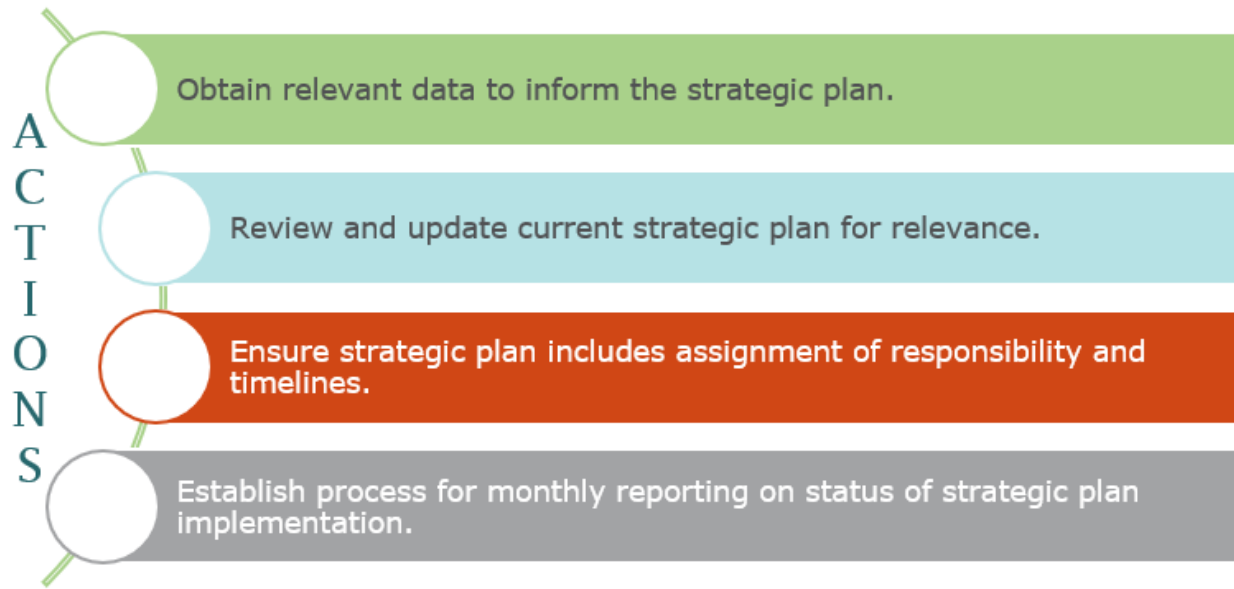 ACTIONS
Obtain relevant data to inform the strategic plan.
Review and update current strategic plan for relevance.
Ensure strategic plan includes assignment of responsibility and
timelines.
Establish process for monthly reporting on status of strategic plan
implementation.